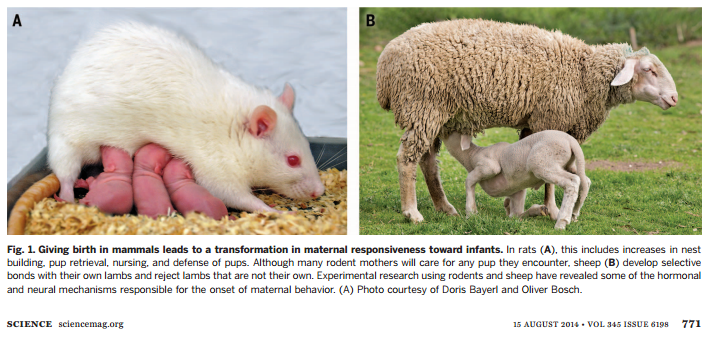 A
B
Fig. 1. Giving birth in mammals leads to a transformation in maternal responsiveness toward infants. In rats (A), this includes increases in nest
building, pup retrieval, nursing, and defense of pups. Although many rodent mothers will care for any pup they encounter, sheep (B) develop selective
bonds with their own lambs and reject lambs that are not their own. Experimental research using rodents and sheep have revealed some of the hormonal
and neural mechanisms responsible for the onset of maternal behavior. (A) Photo courtesy of Doris Bayerl and Oliver Bosch.
SCIENCE sciencemag.org
15 AUGUST 2014 • VOL 345 ISSUE 6198 771